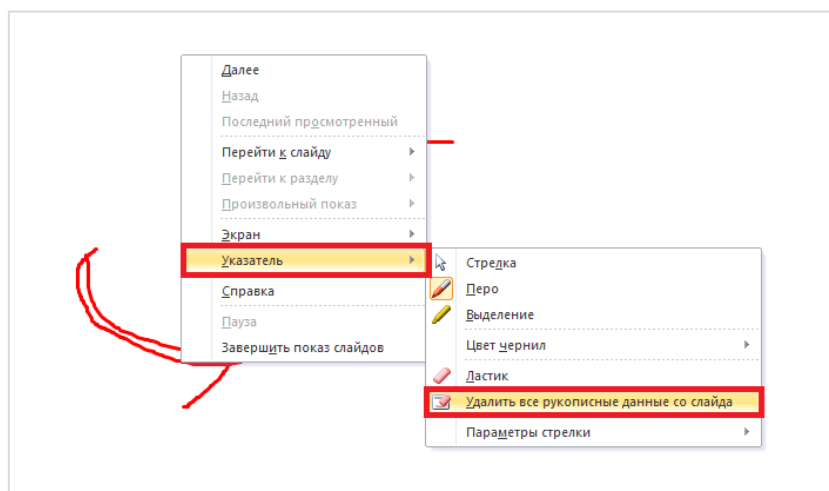 Далее
Назад
Последний просмотренный
Перейти к слайду
Перейти к разделу
Произвольный показ
Экран
Указатель
Справка
Пауза
Завершить показ слайдов
Стрелка
Перо
Выделение
Цвет чернил
Ластик
Удалить все рукописные данные со слайда
Параметры стрелки